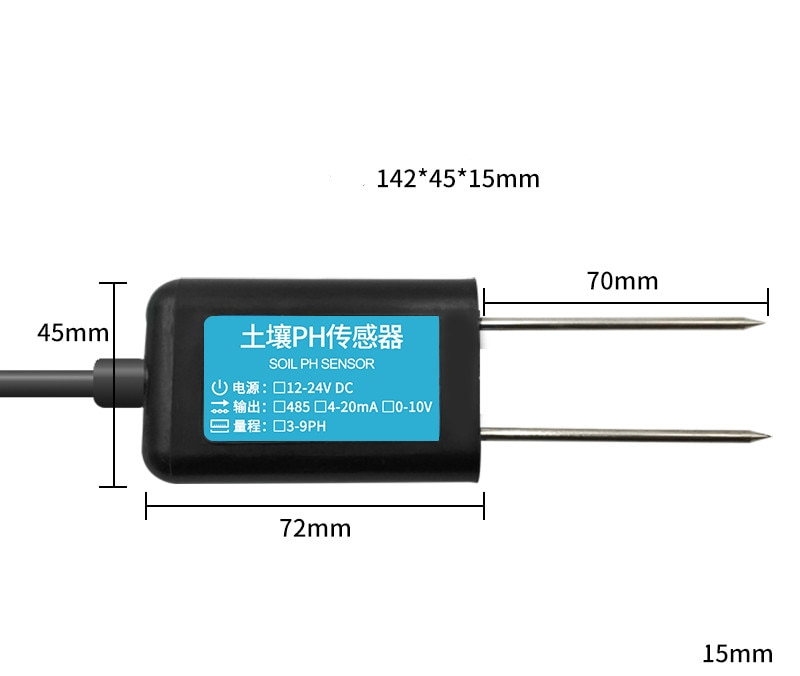 142*45*15mm
70mm
45mm
土壤PH传感器
SOIL PH SENSOR
电源：□12-24V DC
输出：□485 □4-20mA □0-10V
量程：□3-9PH
72mm
15mm